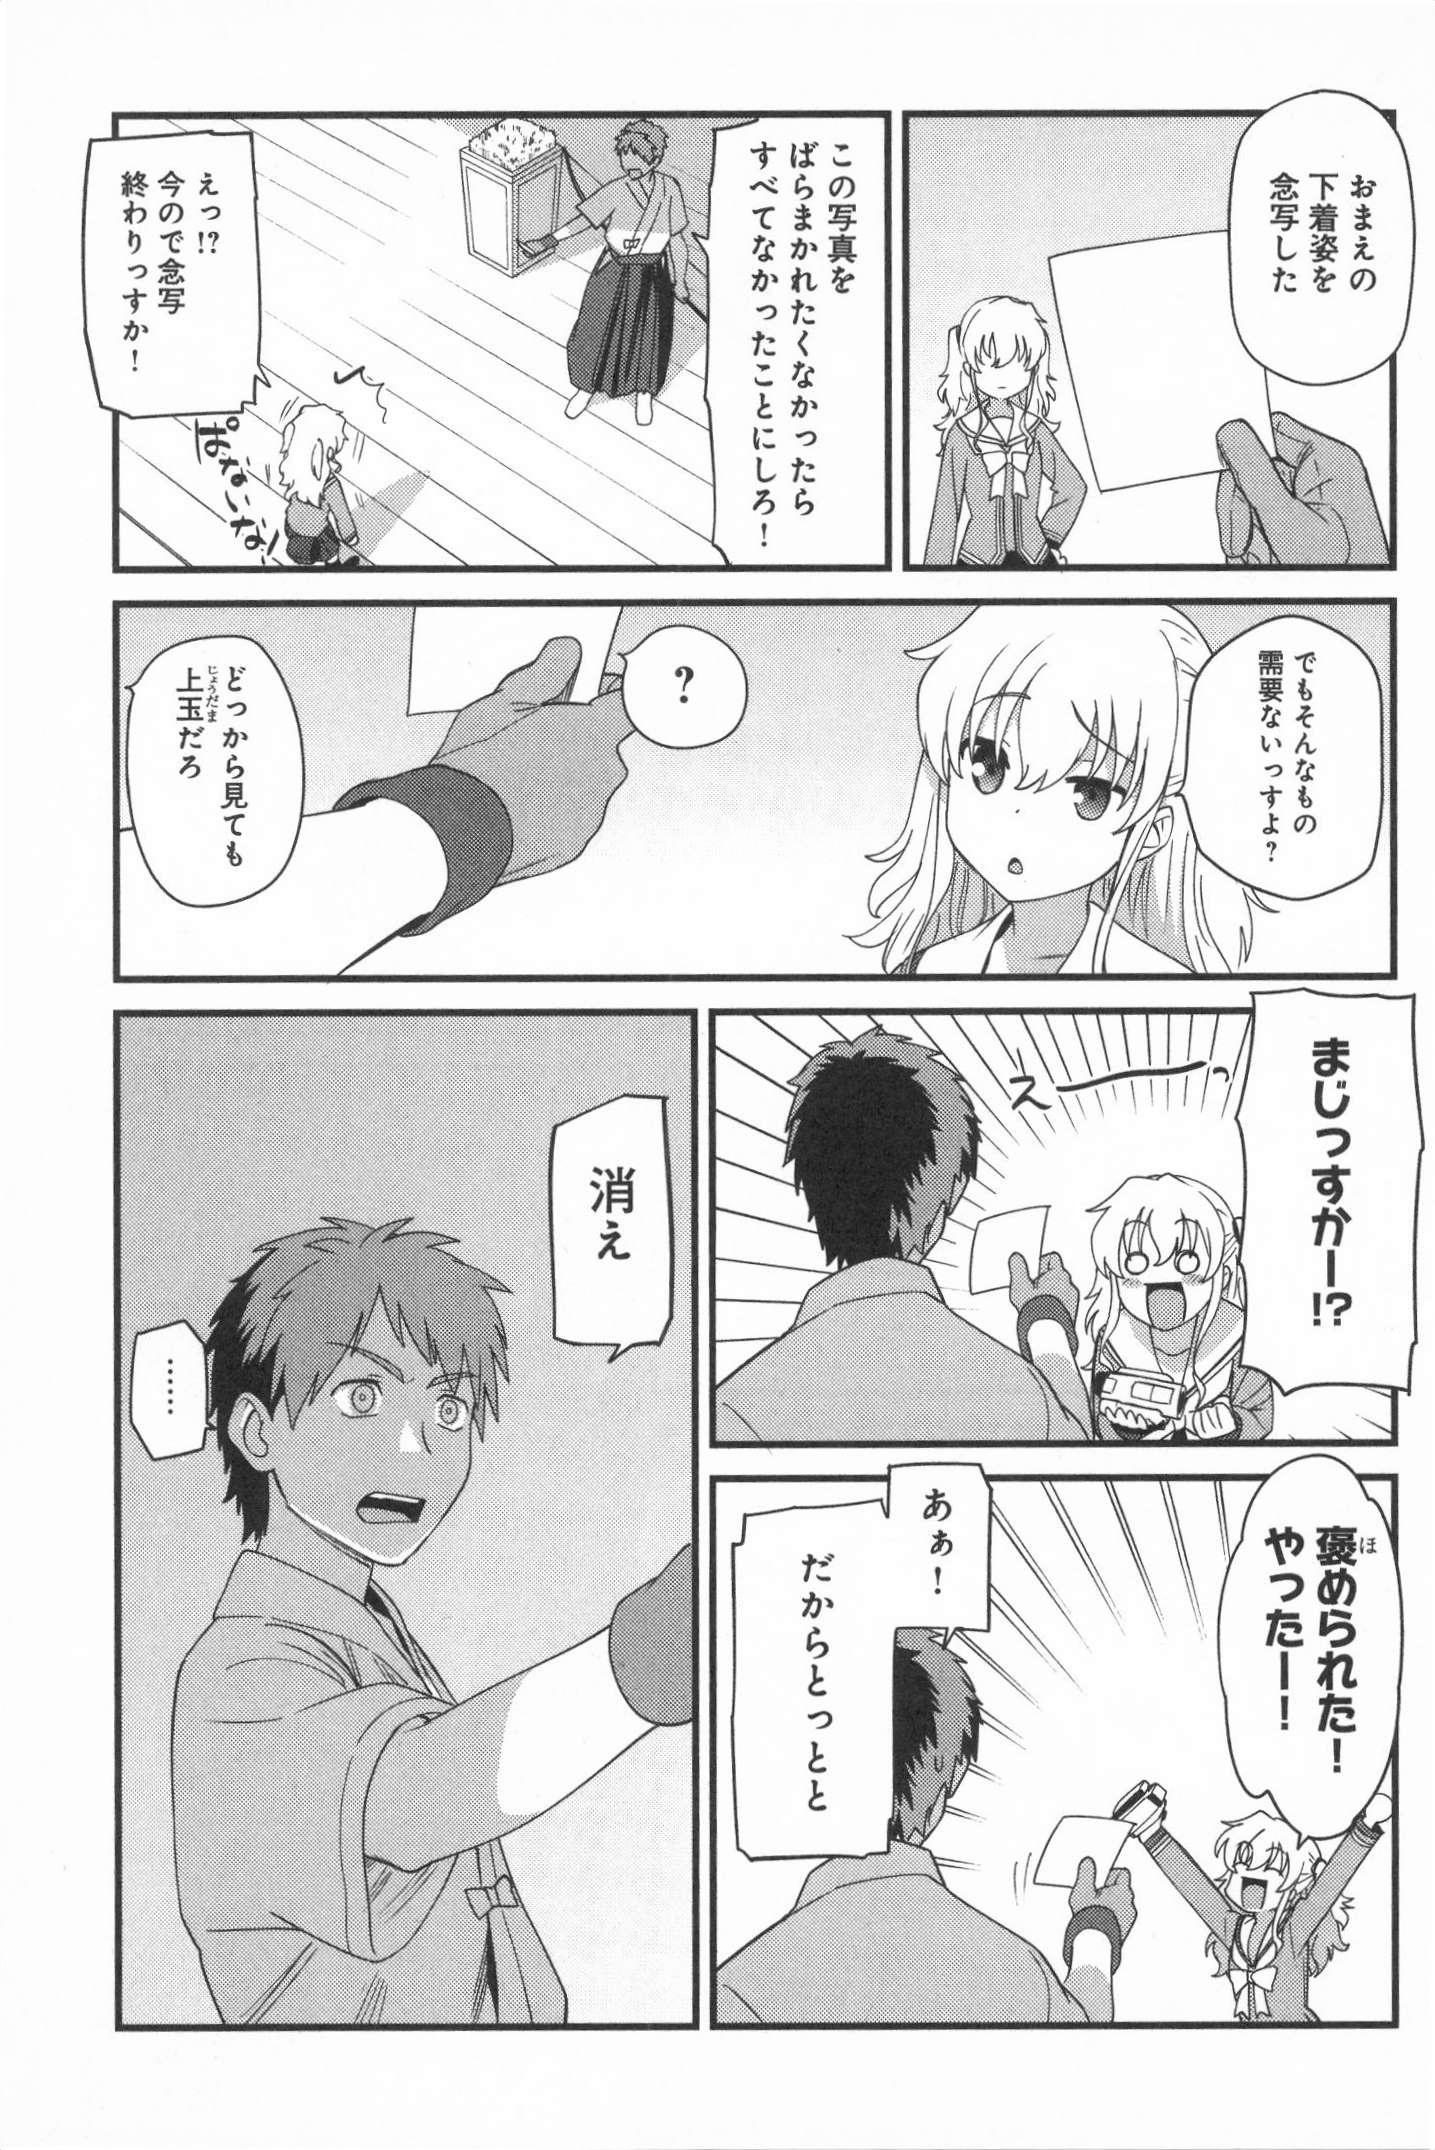 おまえの
下着姿を
念写した
この写真を
ばらまかれたくなかったら
すべてなかったことにしろ！
えっ!?
今ので念写
終わりっすか！
ぱないなー
でもそんなもの
需要ないっすよ？
？
どっから見ても
上玉だろ
じょうだま
まじっすかー!?
えーーっ
褒められた！
ほ
やったー！
あぁ！
だからとっとと
消え
……